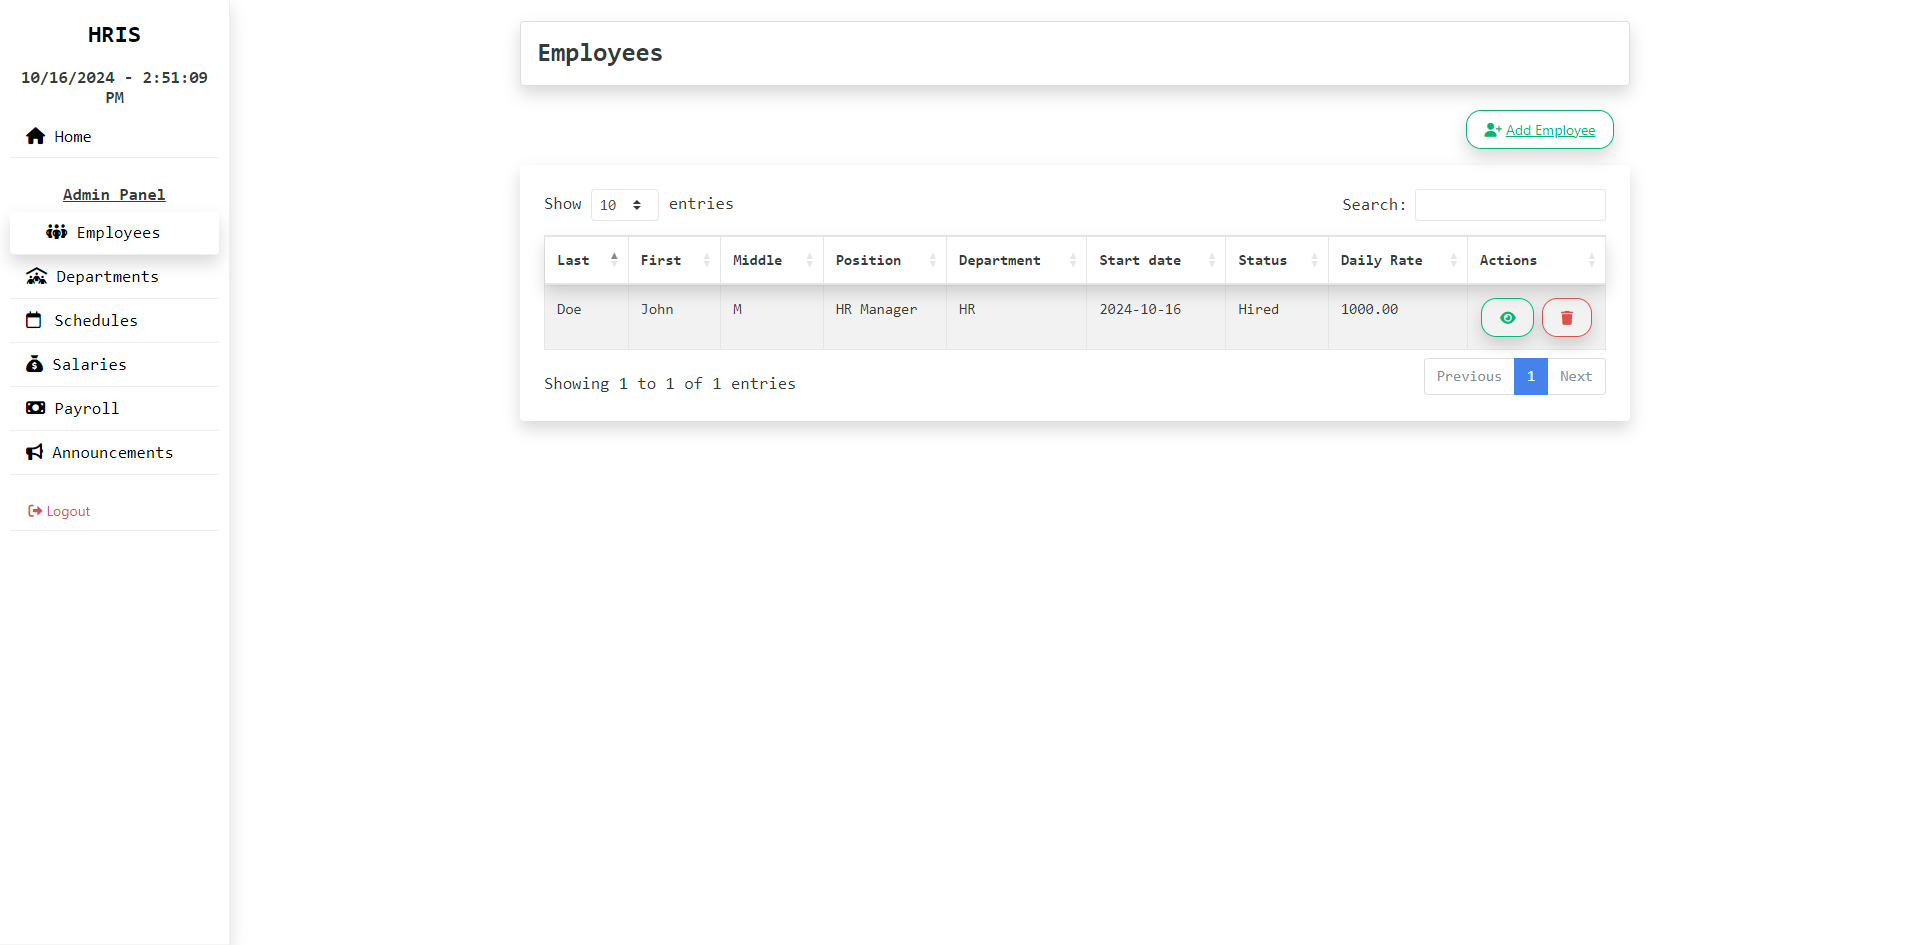 HRIS
10/16/2024 - 2:51:09
PM
Home
Admin Panel
Employees
Departments
Schedules
Salaries
Payroll
Announcements
Logout
Employees
Add Employee
Show 10 entries
Search:
Last First Middle Position Department Start date Status Daily Rate Actions
Doe John M HR Manager HR 2024-10-16 Hired 1000.00
Showing 1 to 1 of 1 entries
Previous 1 Next